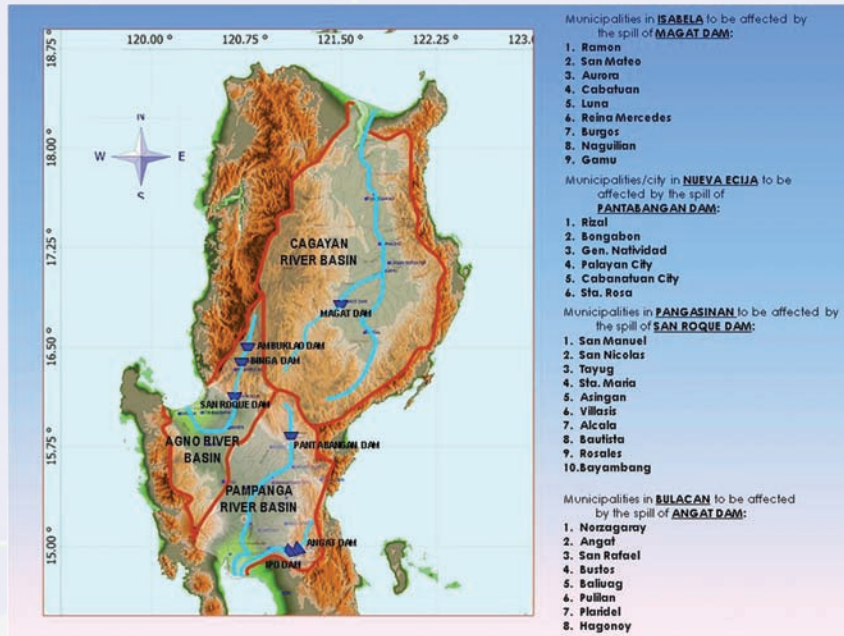 120.00 ° 120.75 ° 121.50 ° 122.25 ° 123.0
18.75 °
18.00 °
17.25 °
16.50 °
15.75 °
15.00 °
N
W E
S
CAGAYAN
RIVER BASIN
MAGAT DAM
AMBUKLAO DAM
BINGA DAM
SAN ROQUE DAM
AGNO RIVER
BASIN
PANTABANGAN DAM
PAMPANGA
RIVER BASIN
ANGAT DAM
IPO DAM
Municipalities in ISABELA to be affected by
the spill of MAGAT DAM:
1. Ramon
2. San Mateo
3. Aurora
4. Cabatuan
5. Luna
6. Reina Mercedes
7. Burgos
8. Naguilian
9. Gamu
Municipalities/city in NUEVA ECIJA to be
affected by the spill of
PANTABANGAN DAM:
1. Rizal
2. Bongabon
3. Gen. Natividad
4. Palayan City
5. Cabanatuan City
6. Sta. Rosa
Municipalities in PANGASINAN to be affected by
the spill of SAN ROQUE DAM:
1. San Manuel
2. San Nicolas
3. Tayug
4. Sta. Maria
5. Asingan
6. Villasis
7. Alcala
8. Bautista
9. Rosales
10.Bayambang
Municipalities in BULACAN to be affected
by the spill of ANGAT DAM:
1. Norzagaray
2. Angat
3. San Rafael
4. Bustos
5. Baliuag
6. Pulilan
7. Plaridel
8. Hagonoy